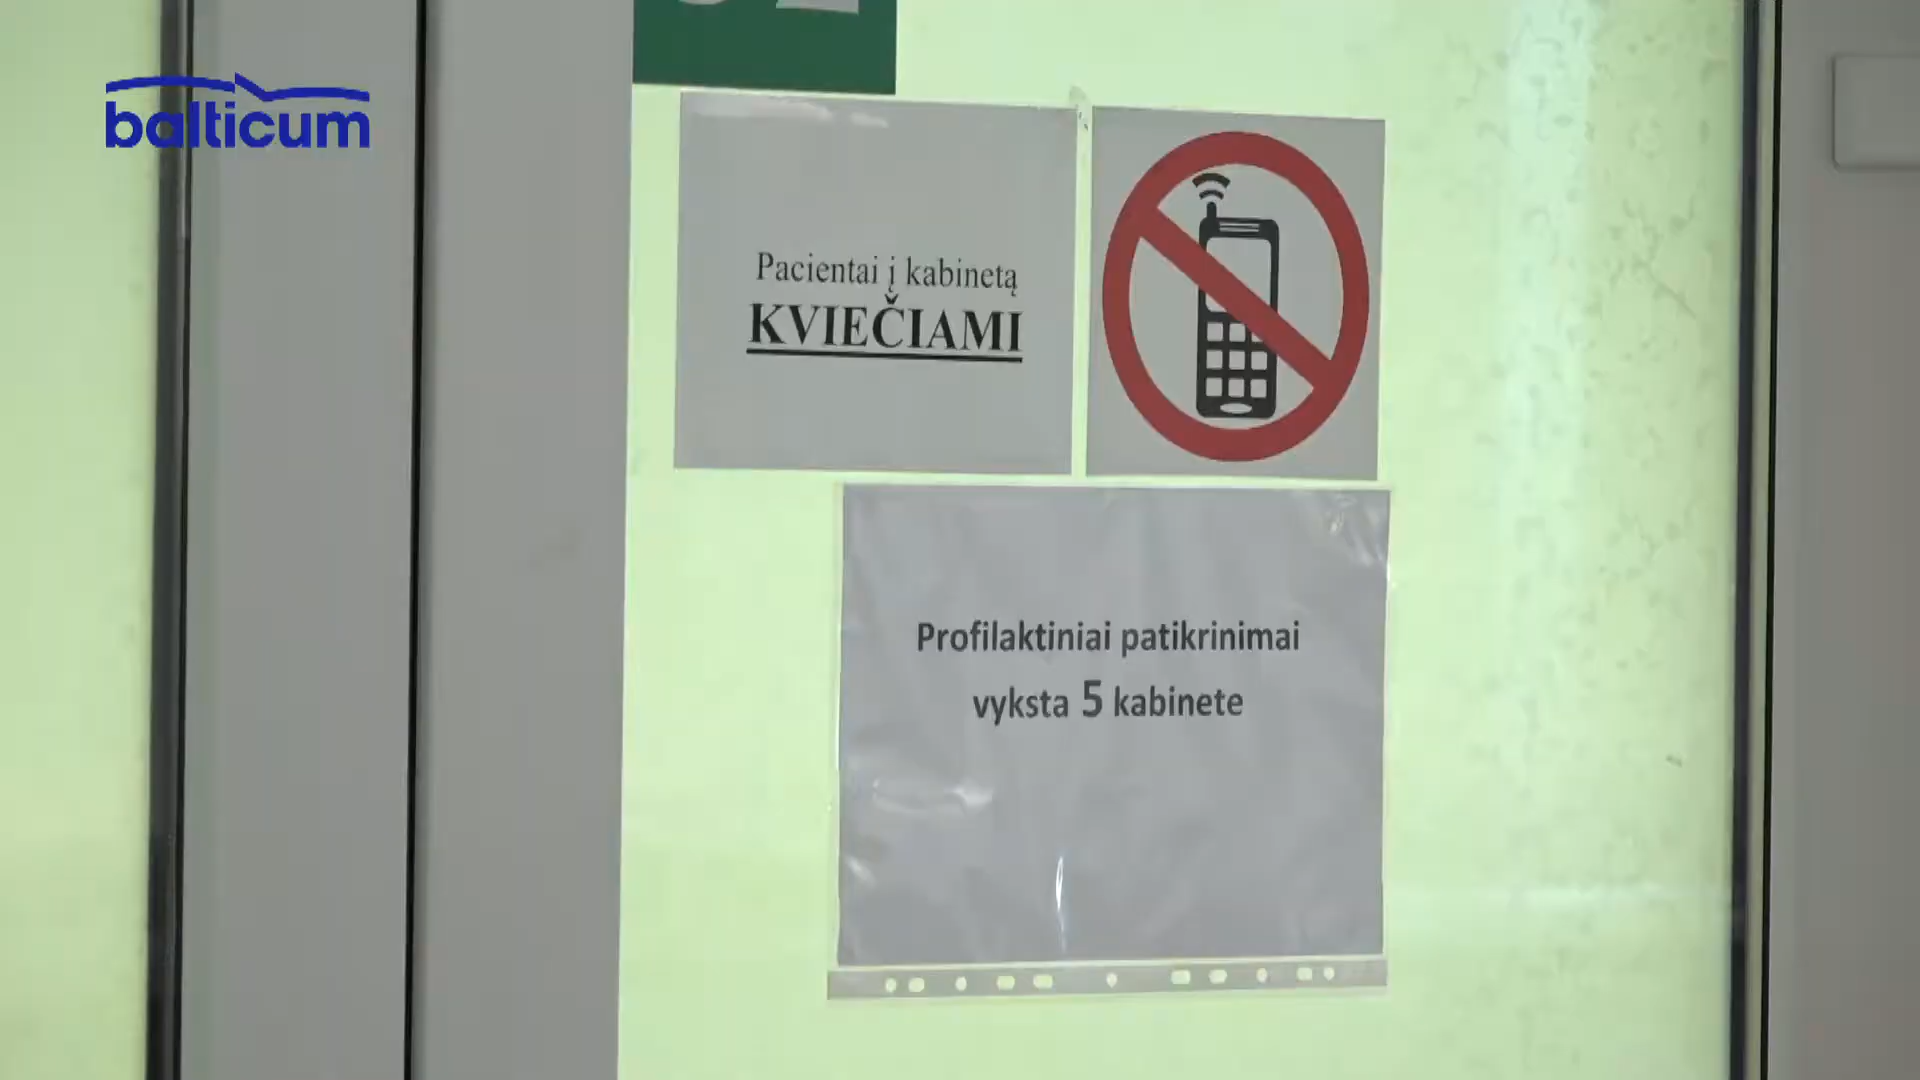 balticum
Pacientai į kabinetą
KVIEČIAMI
Profilaktiniai patikrinimai
vyksta 5 kabinete